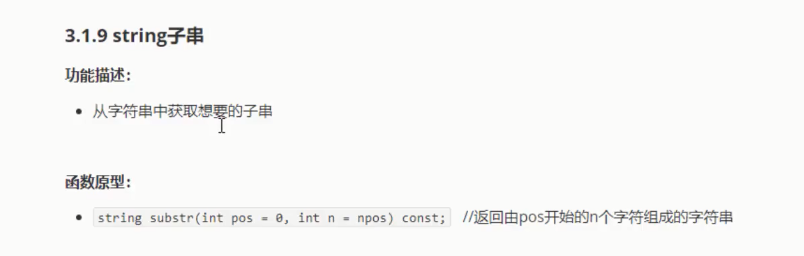 3.1.9 string子串
功能描述：
从字符串中获取想要的子串
函数原型：
string substr(int pos = 0, int n = npos) const; //返回由pos开始的n个字符组成的字符串